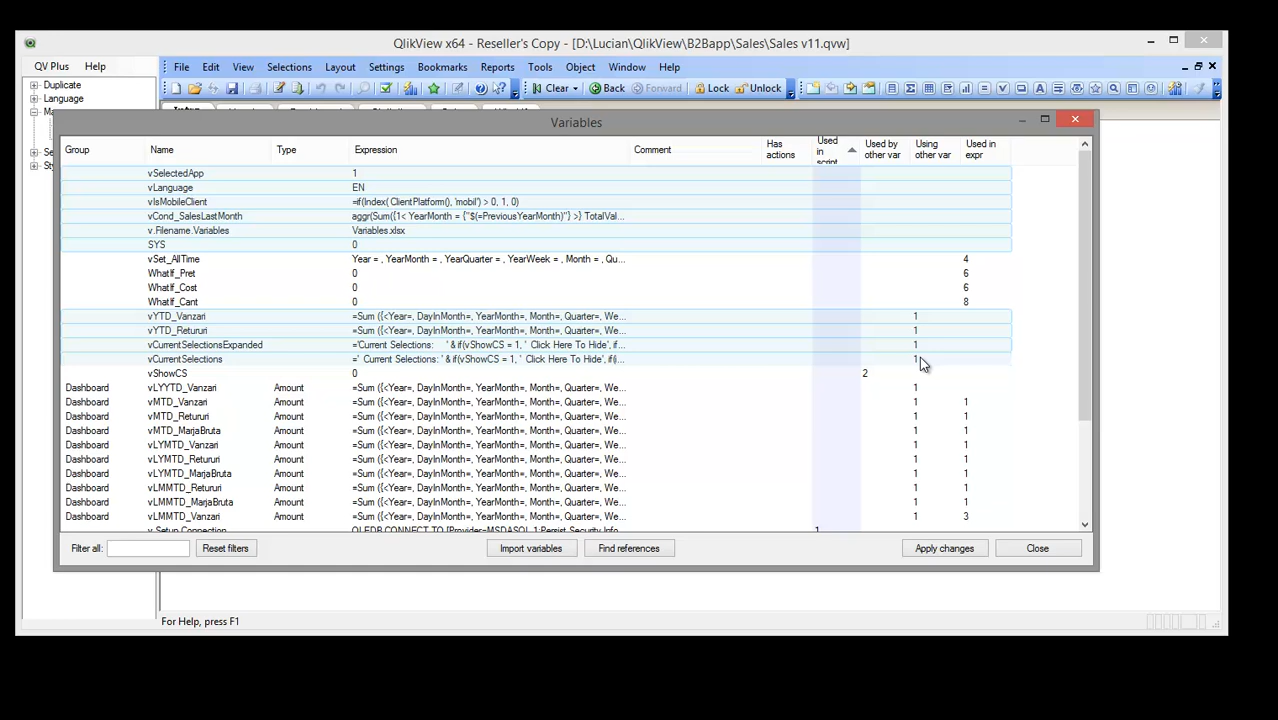 QlikView x64 - Reseller's Copy - [D:\Lucian\QlikView\B2Bapp\Sales\Sales v11.qvw]
QV Plus Help
File Edit View Selections Layout Settings Bookmarks Reports Tools Object Window Help
Duplicate
Language
Clear Back Forward Lock Unlock
Variables
Group Name Type Expression Comment Has actions Used in script Used by other var Using other var Used in expr
vSelectedApp 1
vLanguage EN
vIsMobileClient =if(Index( ClientPlatform(), 'mobil') > 0, 1, 0)
vCond_SalesLastMonth aggr(Sum({1< YearMonth = {"$(=PreviousYearMonth)"} >} TotalVal...
v.Filename.Variables Variables.xlsx
SYS 0
vSet_AllTime Year = , YearMonth = , YearQuarter = , YearWeek = , Month = , Qu... 4
WhatIf_Pret 0 6
WhatIf_Cost 0 6
WhatIf_Cant 0 8
vYTD_Vanzari =Sum ({<Year=, DayInMonth=, YearMonth=, Month=, Quarter=, We... 1
vYTD_Retururi =Sum ({<Year=, DayInMonth=, YearMonth=, Month=, Quarter=, We... 1
vCurrentSelectionsExpanded ='Current Selections: ' & if(vShowCS = 1, ' Click Here To Hide', if... 1
vCurrentSelections =' Current Selections: ' & if(vShowCS = 1, ' Click Here To Hide', if(i... 1
vShowCS 0 2
Dashboard vLYYTD_Vanzari Amount =Sum ({<Year=, DayInMonth=, YearMonth=, Month=, Quarter=, We... 1
Dashboard vMTD_Vanzari Amount =Sum ({<Year=, DayInMonth=, YearMonth=, Month=, Quarter=, We... 1 1
Dashboard vMTD_Retururi Amount =Sum ({<Year=, DayInMonth=, YearMonth=, Month=, Quarter=, We... 1 1
Dashboard vMTD_MarjaBruta Amount =Sum ({<Year=, DayInMonth=, YearMonth=, Month=, Quarter=, We... 1 1
Dashboard vLYMTD_Vanzari Amount =Sum ({<Year=, DayInMonth=, YearMonth=, Month=, Quarter=, We... 1 1
Dashboard vLYMTD_Retururi Amount =Sum ({<Year=, DayInMonth=, YearMonth=, Month=, Quarter=, We... 1 1
Dashboard vLYMTD_MarjaBruta Amount =Sum ({<Year=, DayInMonth=, YearMonth=, Month=, Quarter=, We... 1 1
Dashboard vLMMTD_Retururi Amount =Sum ({<Year=, DayInMonth=, YearMonth=, Month=, Quarter=, We... 1 1
Dashboard vLMMTD_MarjaBruta Amount =Sum ({<Year=, DayInMonth=, YearMonth=, Month=, Quarter=, We... 1 1
Dashboard vLMMTD_Vanzari Amount =Sum ({<Year=, DayInMonth=, YearMonth=, Month=, Quarter=, We... 1 3
v.Setup.Connection OLEDB CONNECT TO [Provider=MSDASQL.1;Persist Security Info... 1
Filter all: Reset filters Import variables Find references Apply changes Close
For Help, press F1